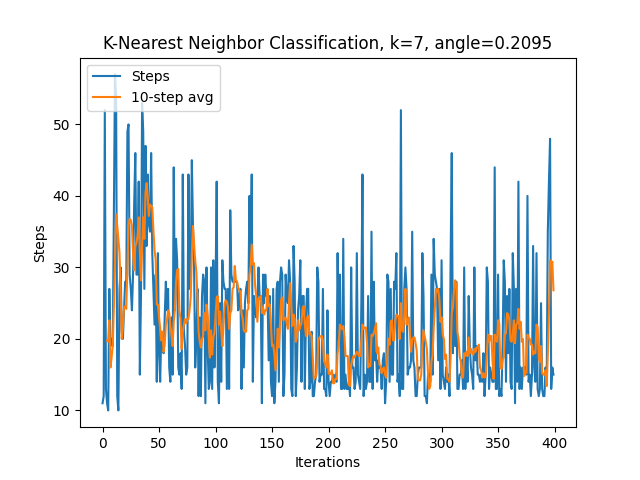 K-Nearest Neighbor Classification, k=7, angle=0.2095
Steps
10-step avg
Steps
50
40
30
20
10
0
50
100
150
200
250
300
350
400
Iterations